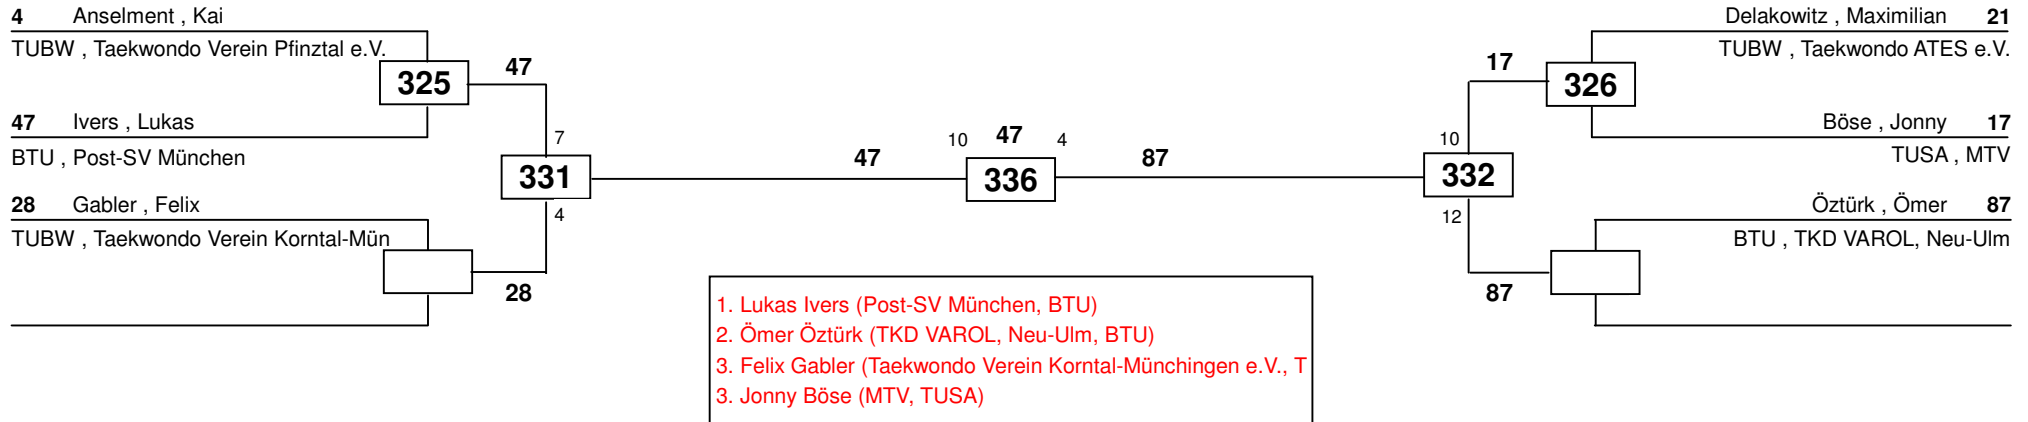 4 Anselment , Kai
TUBW , Taekwondo Verein Pfinztal e.V.
325
47
47 Ivers , Lukas
BTU , Post-SV München
7
331
4
28 Gabler , Felix
TUBW , Taekwondo Verein Korntal-Mün
28
47
10 47 4
336
87
Delakowitz , Maximilian 21
TUBW , Taekwondo ATES e.V.
17
326
Böse , Jonny 17
TUSA , MTV
10
332
12
Öztürk , Ömer 87
BTU , TKD VAROL, Neu-Ulm
87
1. Lukas Ivers (Post-SV München, BTU)
2. Ömer Öztürk (TKD VAROL, Neu-Ulm, BTU)
3. Felix Gabler (Taekwondo Verein Korntal-Münchingen e.V., T
3. Jonny Böse (MTV, TUSA)